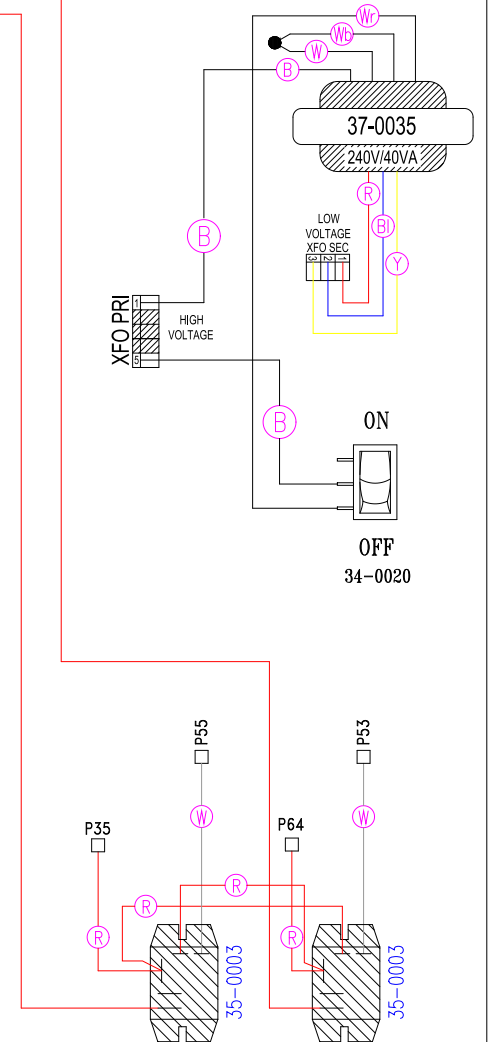 Wr
Wb
W
B
37-0035
240V/40VA
R
LOW
VOLTAGE
XFO SEC
Bl
3 2 1
Y
B
XFO PRI
1
HIGH
VOLTAGE
5
B
ON
OFF
34-0020
P55
P53
W
W
P35
P64
R
R
R
R
35-0003
35-0003